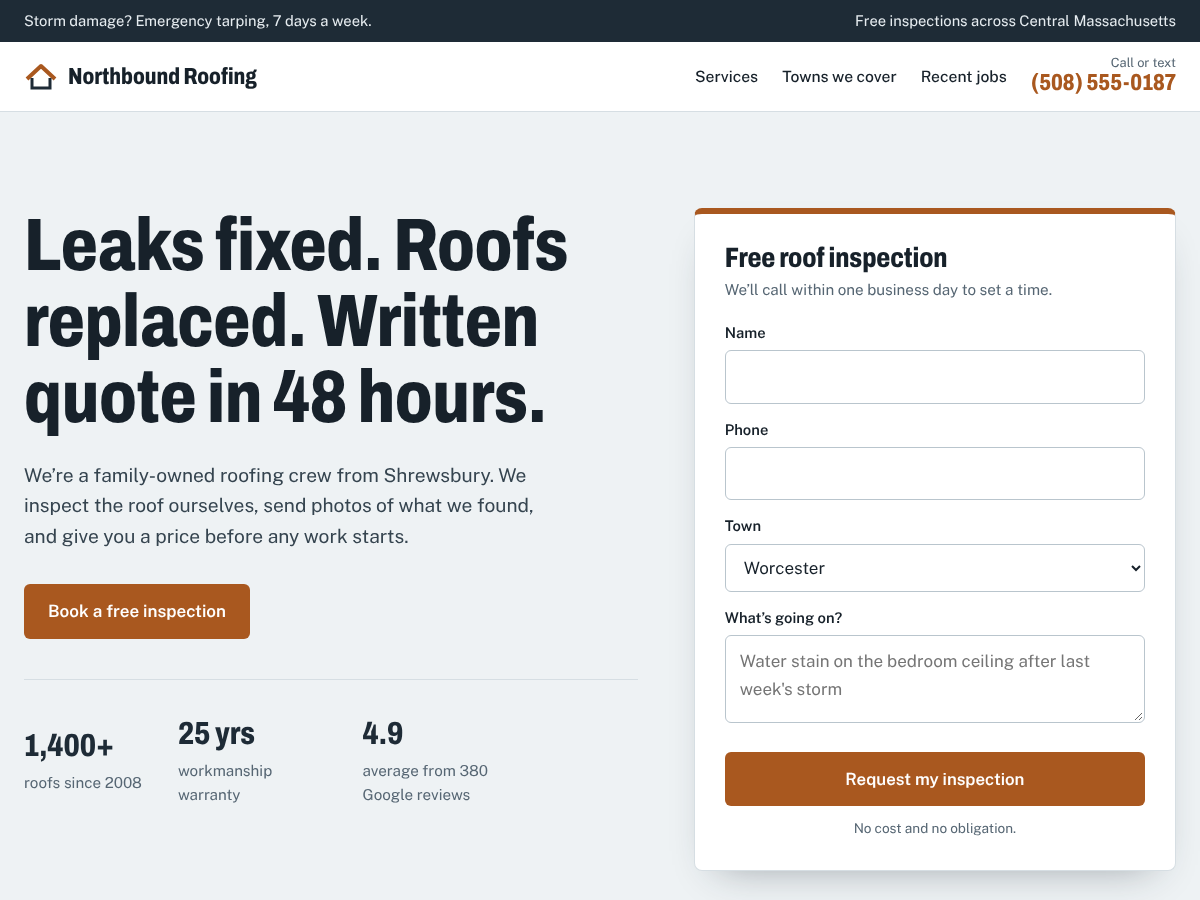 Storm damage? Emergency tarping, 7 days a week.
Free inspections across Central Massachusetts
Northbound Roofing
Services
Towns we cover
Recent jobs
Call or text
(508) 555-0187
Leaks fixed. Roofs
replaced. Written
quote in 48 hours.
We’re a family-owned roofing crew from Shrewsbury. We
inspect the roof ourselves, send photos of what we found,
and give you a price before any work starts.
Book a free inspection
1,400+
roofs since 2008
25 yrs
workmanship
warranty
4.9
average from 380
Google reviews
Free roof inspection
We’ll call within one business day to set a time.
Name
Phone
Town
Worcester
What’s going on?
Water stain on the bedroom ceiling after last
week's storm
Request my inspection
No cost and no obligation.